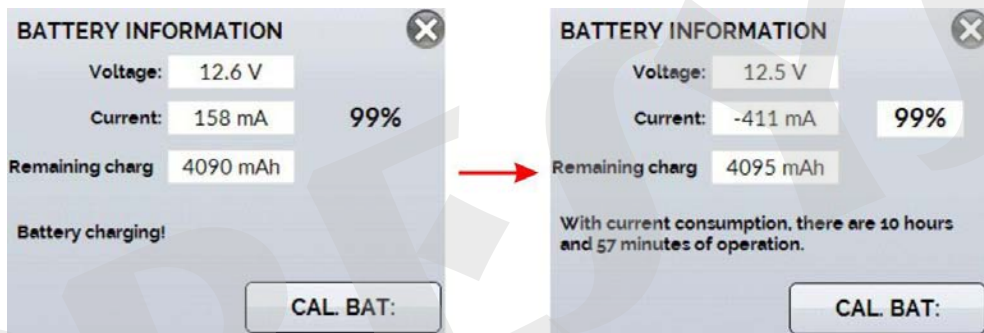 BATTERY INFORMATION
Voltage: 12.6 V
Current: 158 mA 99%
Remaining charg 4090 mAh
Battery charging!
CAL. BAT:
BATTERY INFORMATION
Voltage: 12.5 V
Current: -411 mA 99%
Remaining charg 4095 mAh
With current consumption, there are 10 hours
and 57 minutes of operation.
CAL. BAT: